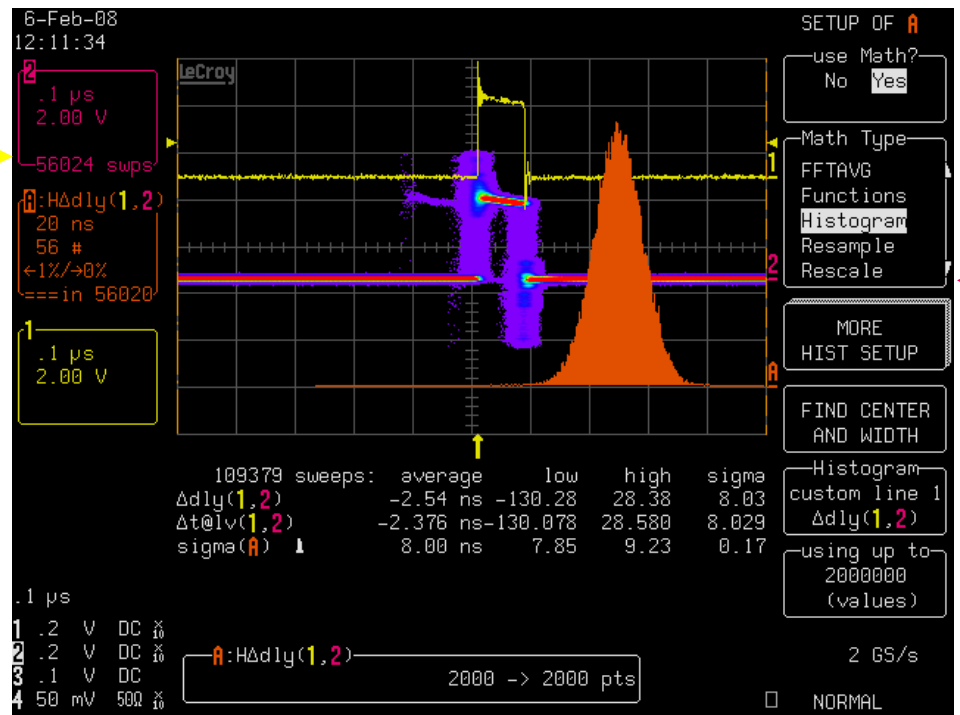 6-Feb-08
12:11:34
2
.1 µs
2.00 V
56024 swps
A:HΔdly(1,2)
20 ns
56 #
←1%/→0%
===in 56020
1
.1 µs
2.00 V
LeCroy
1
2
A
109379 sweeps: average low high sigma
Δdly(1,2) -2.54 ns -130.28 28.38 8.03
Δt@lv(1,2) -2.376 ns-130.078 28.580 8.029
sigma(A) 8.00 ns 7.85 9.23 0.17
.1 µs
1 .2 V DC X10
2 .2 V DC X10
3 .1 V DC
4 50 mV 50Ω X10
A:HΔdly(1,2)
2000 -> 2000 pts
SETUP OF A
use Math?
No Yes
Math Type
FFTAVG
Functions
Histogram
Resample
Rescale
MORE
HIST SETUP
FIND CENTER
AND WIDTH
Histogram
custom line 1
Δdly(1,2)
using up to
2000000
(values)
2 GS/s
NORMAL